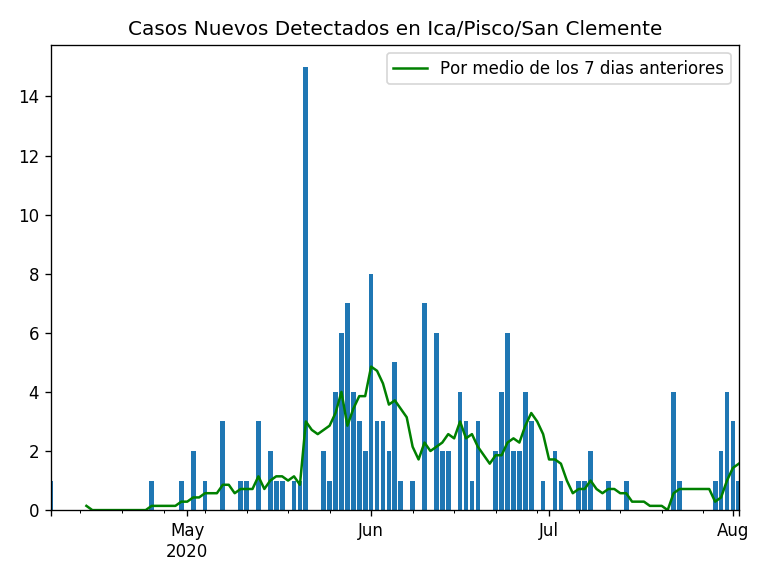 Casos Nuevos Detectados en Ica/Pisco/San Clemente
Por medio de los 7 dias anteriores
14
12
10
8
6
4
2
0
May
2020
Jun
Jul
Aug